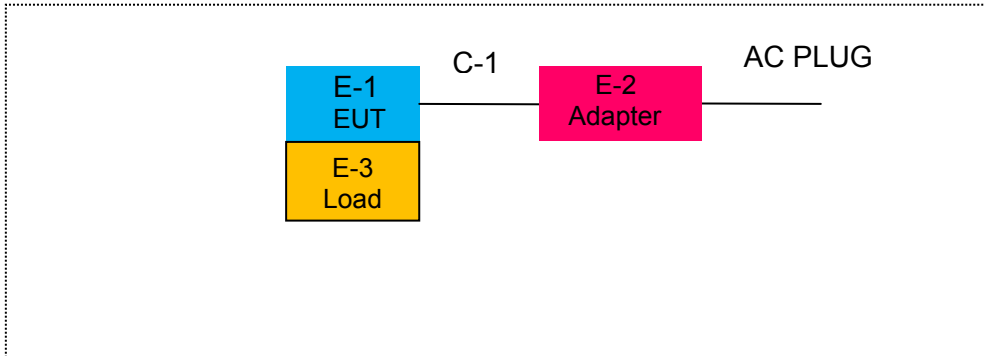 C-1
AC PLUG
E-1
EUT
E-2
Adapter
E-3
Load